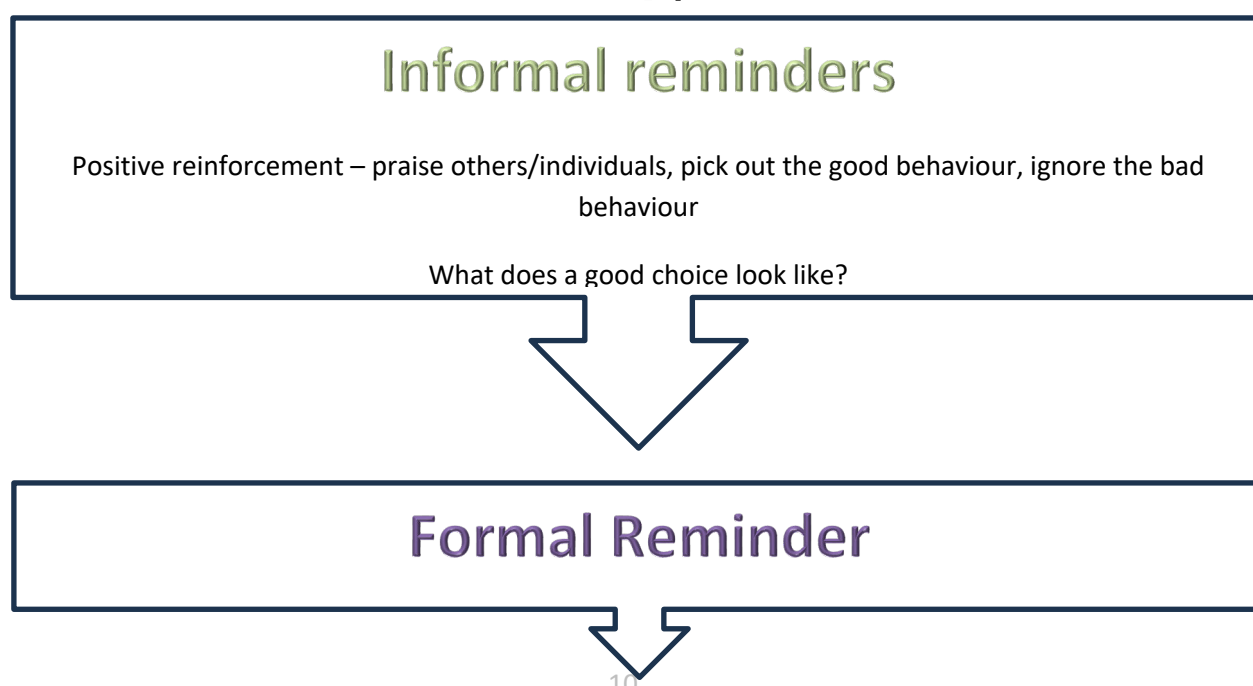 Informal reminders
Positive reinforcement – praise others/individuals, pick out the good behaviour, ignore the bad
behaviour
What does a good choice look like?
Formal Reminder
10